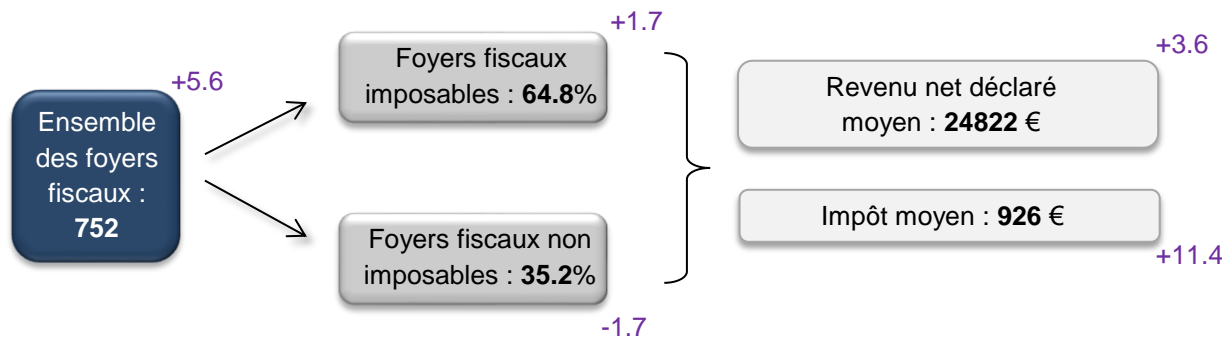 +5.6
Ensemble
des foyers
fiscaux :
752
+1.7
Foyers fiscaux
imposables : 64.8%
Foyers fiscaux non
imposables : 35.2%
-1.7
+3.6
Revenu net déclaré
moyen : 24822 €
Impôt moyen : 926 €
+11.4